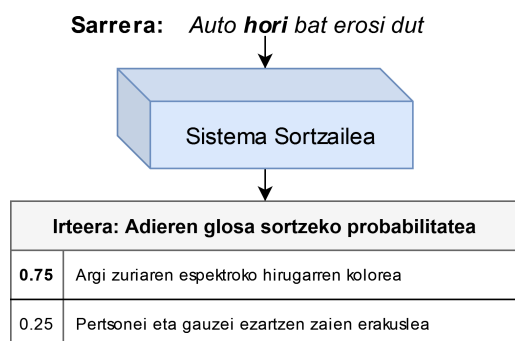 Sarrera: Auto hori bat erosi dut
Sistema Sortzailea
Irteera: Adieren glosa sortzeko probabilitatea
0.75 Argi zuriaren espektroko hirugarren kolorea
0.25 Pertsonei eta gauzei ezartzen zaien erakuslea